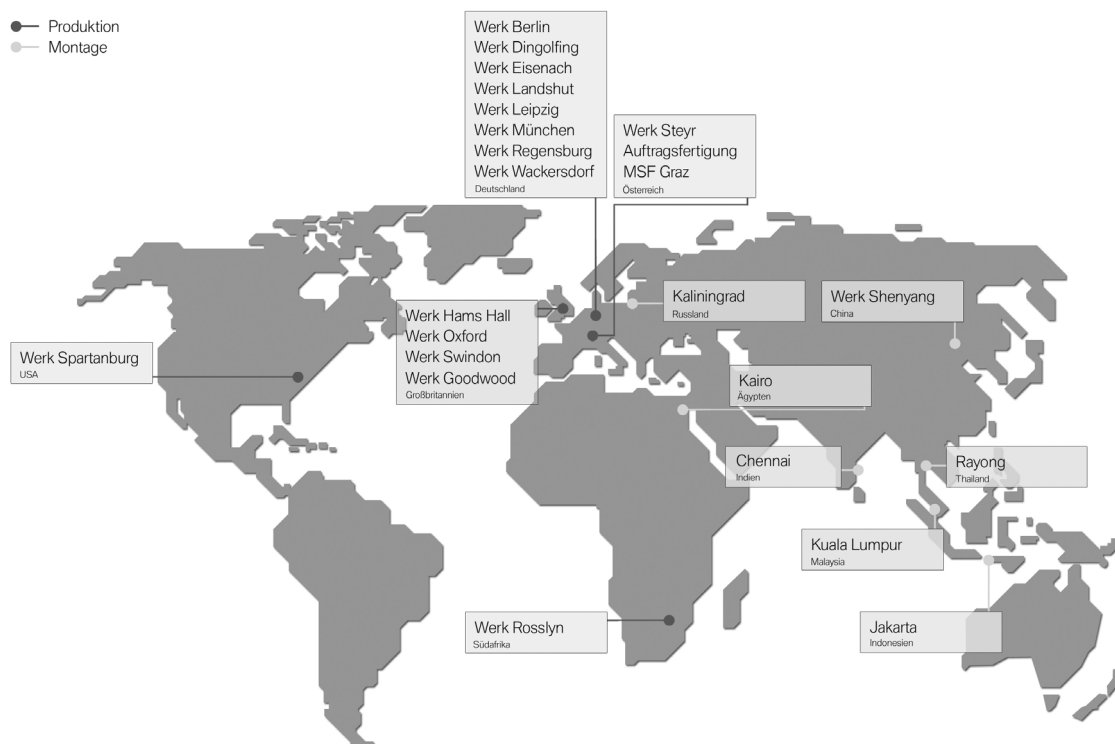 Produktion
Montage
Werk Berlin
Werk Dingolfing
Werk Eisenach
Werk Landshut
Werk Leipzig
Werk München
Werk Regensburg
Werk Wackersdorf
Deutschland
Werk Steyr
Auftragsfertigung
MSF Graz
Österreich
Kaliningrad
Russland
Werk Shenyang
China
Werk Hams Hall
Werk Oxford
Werk Swindon
Werk Goodwood
Großbritannien
Werk Spartanburg
USA
Kairo
Ägypten
Chennai
Indien
Rayong
Thailand
Kuala Lumpur
Malaysia
Werk Rosslyn
Südafrika
Jakarta
Indonesien